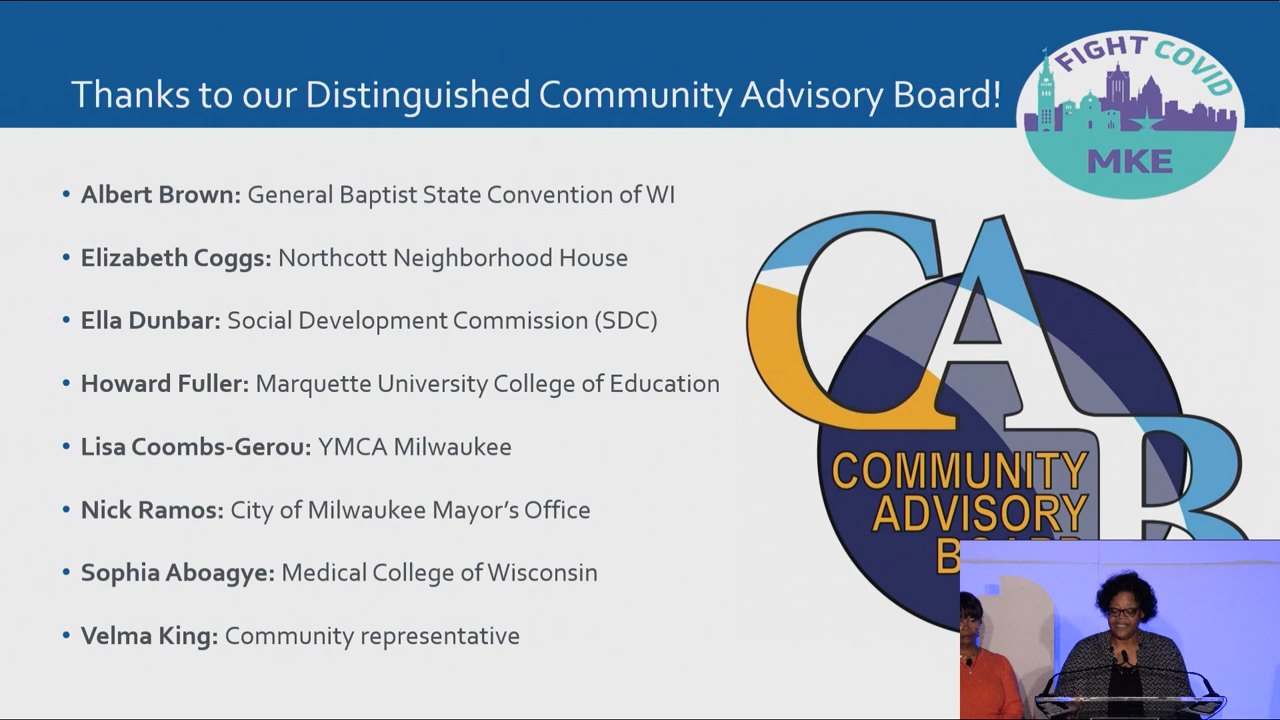 Thanks to our Distinguished Community Advisory Board!
FIGHT COVID
MKE
• Albert Brown: General Baptist State Convention of WI
• Elizabeth Coggs: Northcott Neighborhood House
• Ella Dunbar: Social Development Commission (SDC)
• Howard Fuller: Marquette University College of Education
• Lisa Coombs-Gerou: YMCA Milwaukee
• Nick Ramos: City of Milwaukee Mayor’s Office
• Sophia Aboagye: Medical College of Wisconsin
• Velma King: Community representative
CAB
COMMUNITY
ADVISORY
BOARD